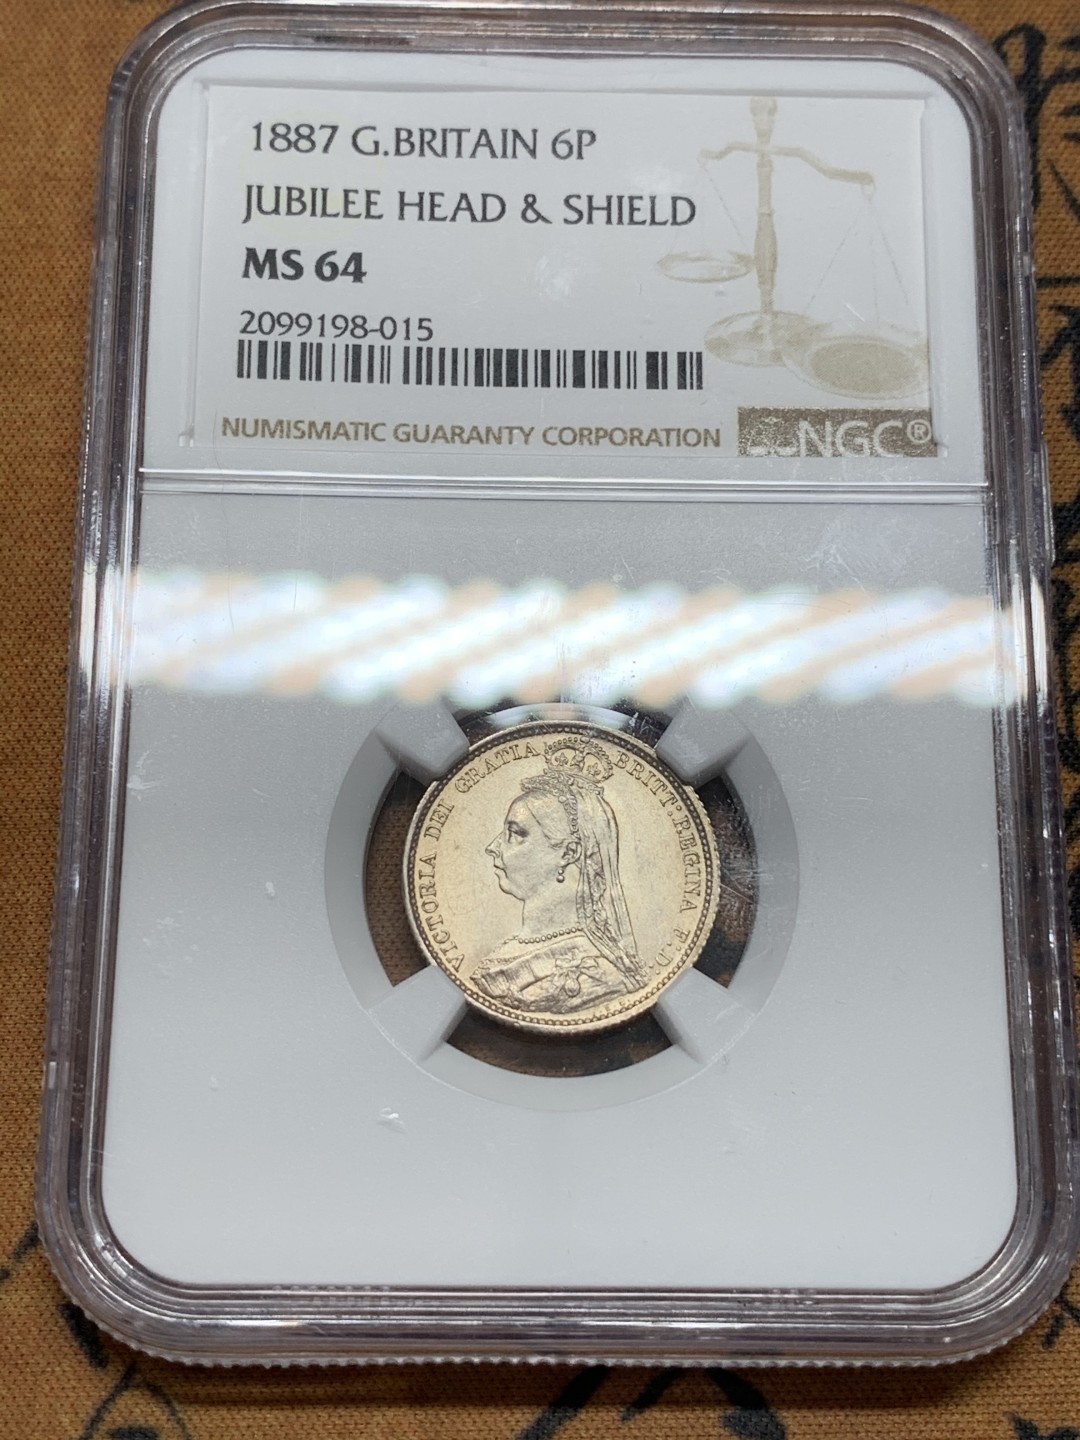 1887 G.BRITAIN 6P
JUBILEE HEAD & SHIELD
MS 64
2099198-015
NUMISMATIC GUARANTY CORPORATION
NGC®
VICTORIA DEI GRATIA BRITT: REGINA F:D: